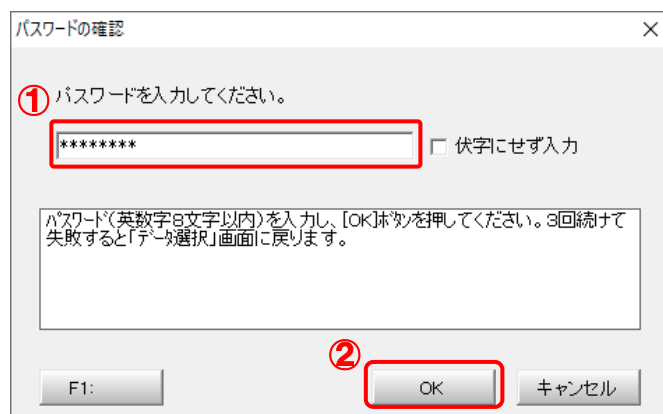 パスワードの確認
① パスワードを入力してください。
******** 伏字にせず入力
ﾊﾟｽﾜｰﾄﾞ(英数字8文字以内)を入力し、[OK]ﾎﾞﾀﾝを押してください。3回続けて
失敗すると「ﾃﾞｰﾀ選択」画面に戻ります。
②
F1: OK キャンセル